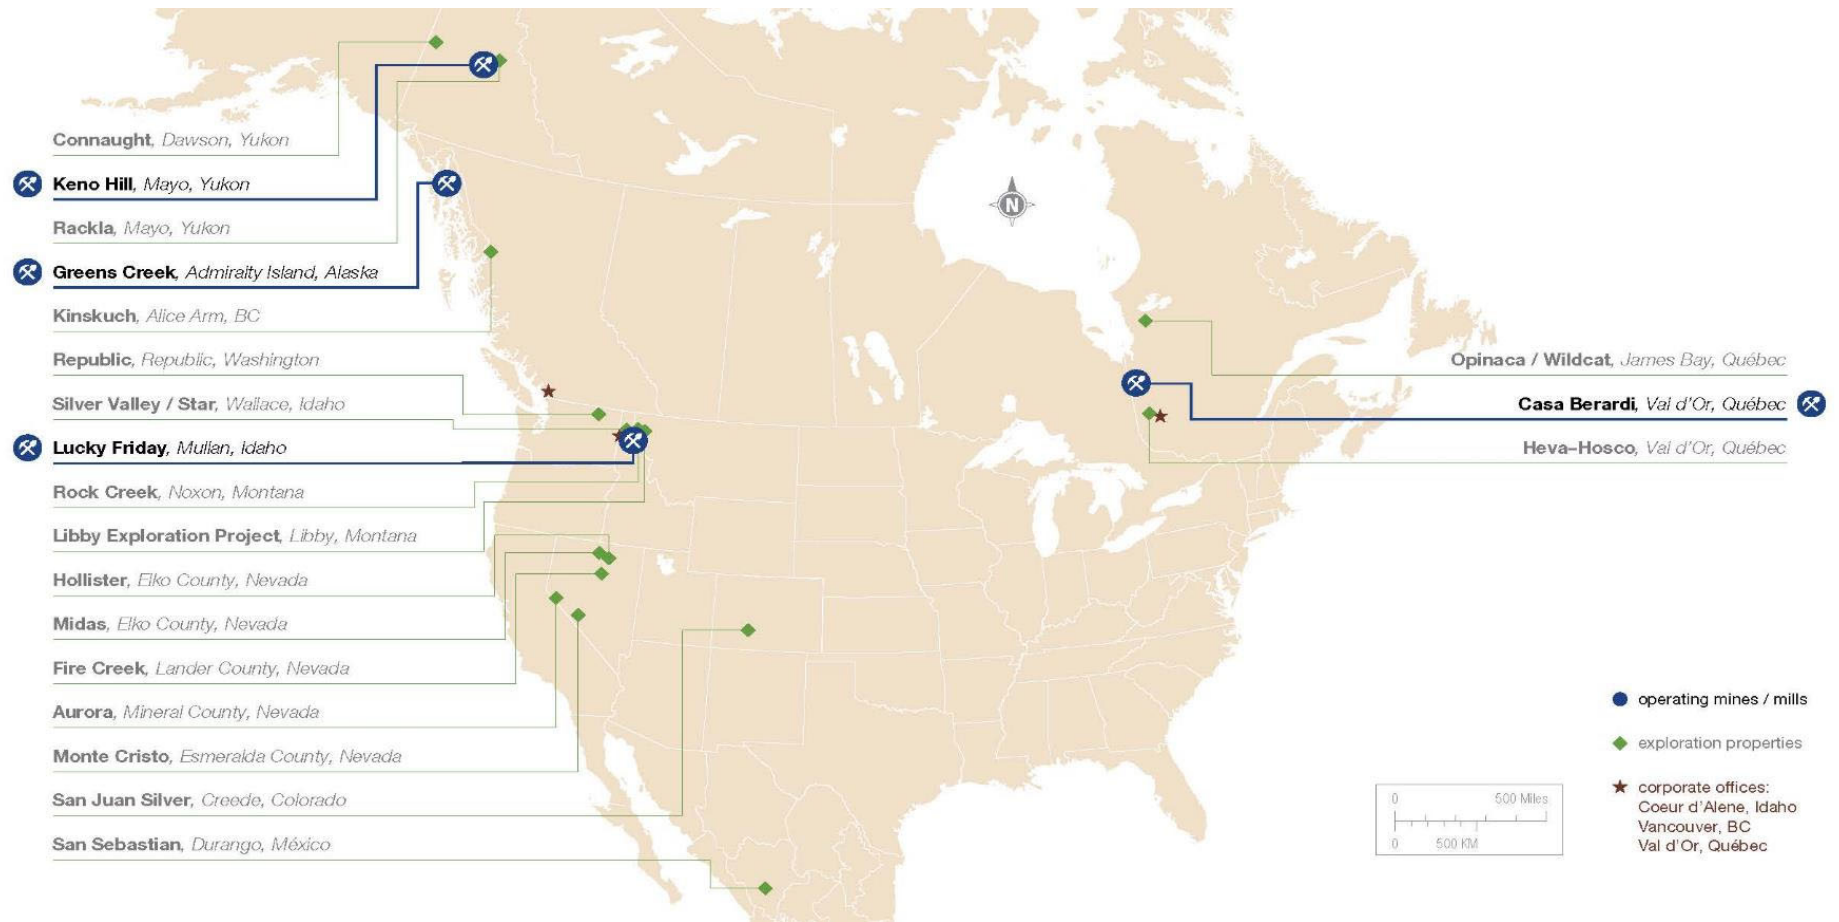 Connaught, Dawson, Yukon
Keno Hill, Mayo, Yukon
Rackla, Mayo, Yukon
Greens Creek, Admiralty Island, Alaska
Kinskuch, Alice Arm, BC
Republic, Republic, Washington
Silver Valley / Star, Wallace, Idaho
Lucky Friday, Mullan, Idaho
Rock Creek, Noxon, Montana
Libby Exploration Project, Libby, Montana
Hollister, Elko County, Nevada
Midas, Elko County, Nevada
Fire Creek, Lander County, Nevada
Aurora, Mineral County, Nevada
Monte Cristo, Esmeralda County, Nevada
San Juan Silver, Creede, Colorado
San Sebastian, Durango, México
N
Opinaca / Wildcat, James Bay, Québec
Casa Berardi, Val d'Or, Québec
Heva–Hosco, Val d'Or, Québec
operating mines / mills
exploration properties
corporate offices:
Coeur d'Alene, Idaho
Vancouver, BC
Val d'Or, Québec
0 500 Miles
0 500 KM